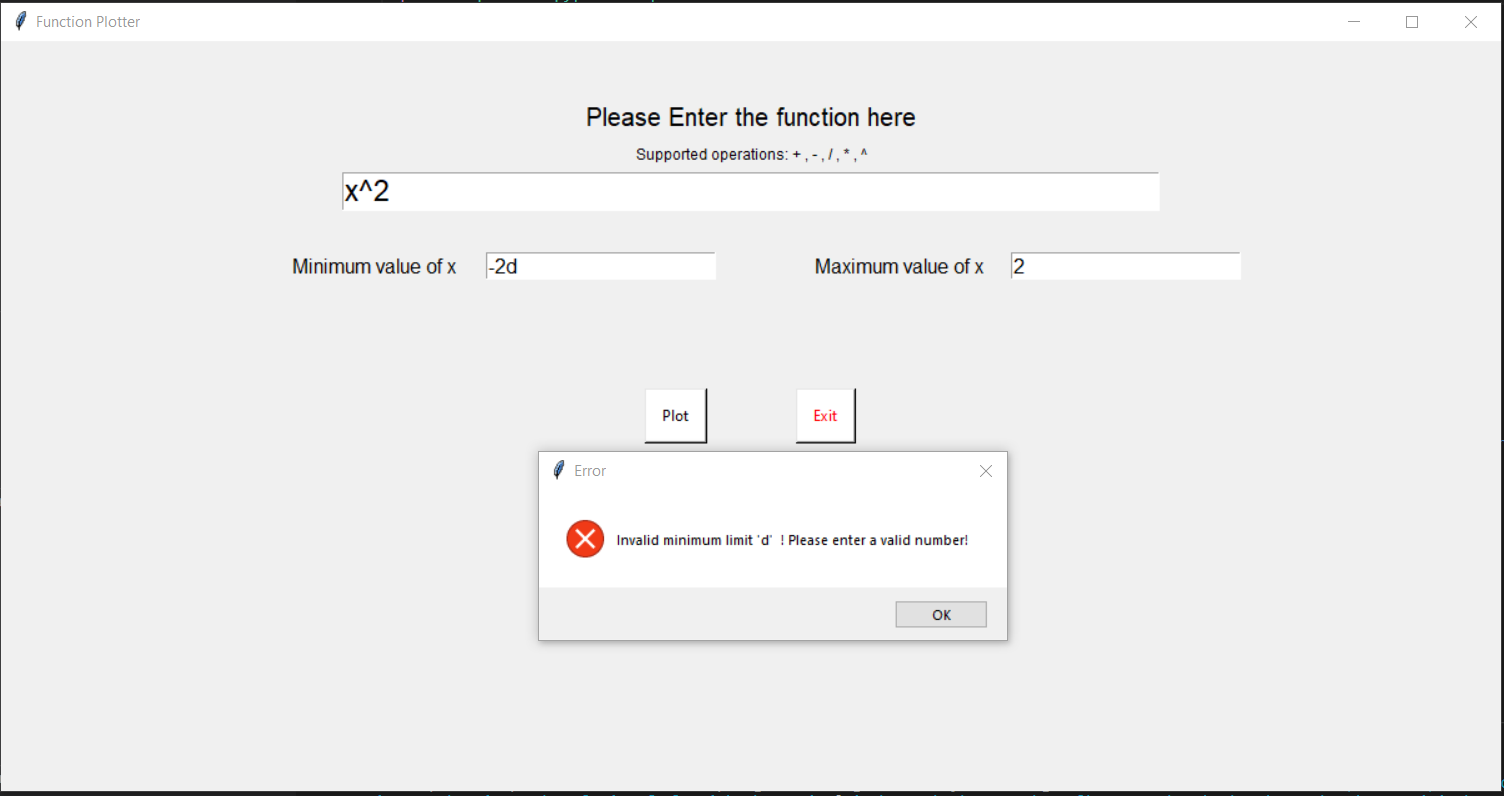 Function Plotter
Please Enter the function here
Supported operations: + , - , / , * , ^
x^2
Minimum value of x -2d Maximum value of x 2
Plot Exit
Error
Invalid minimum limit 'd'  ! Please enter a valid number!
OK